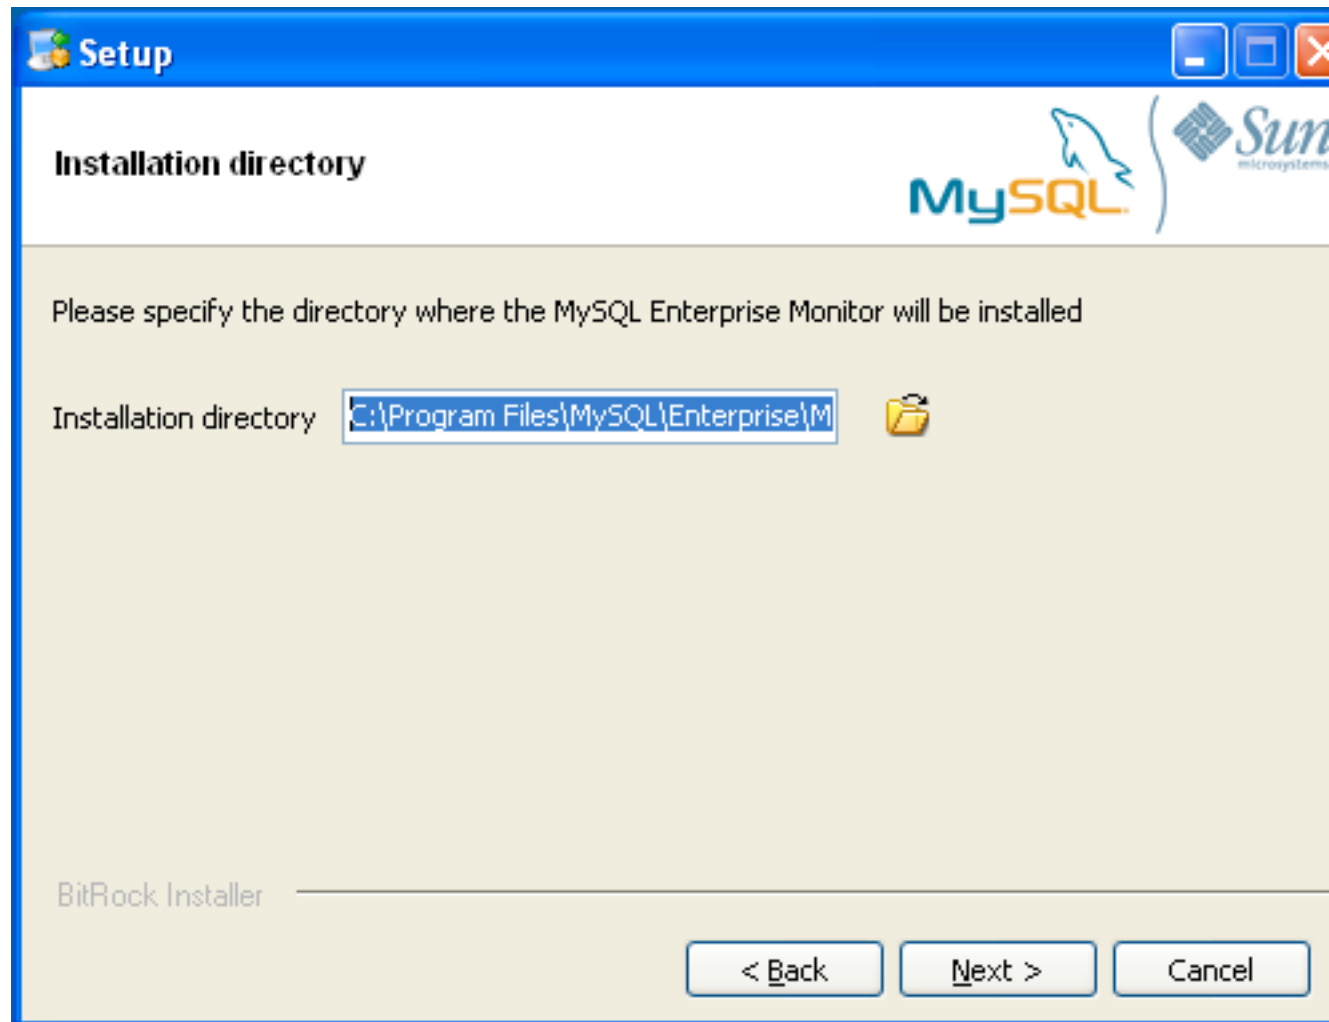 Setup
Installation directory
MySQL
Sun
microsystems
Please specify the directory where the MySQL Enterprise Monitor will be installed
Installation directory C:\Program Files\MySQL\Enterprise\M
BitRock Installer
< Back Next > Cancel